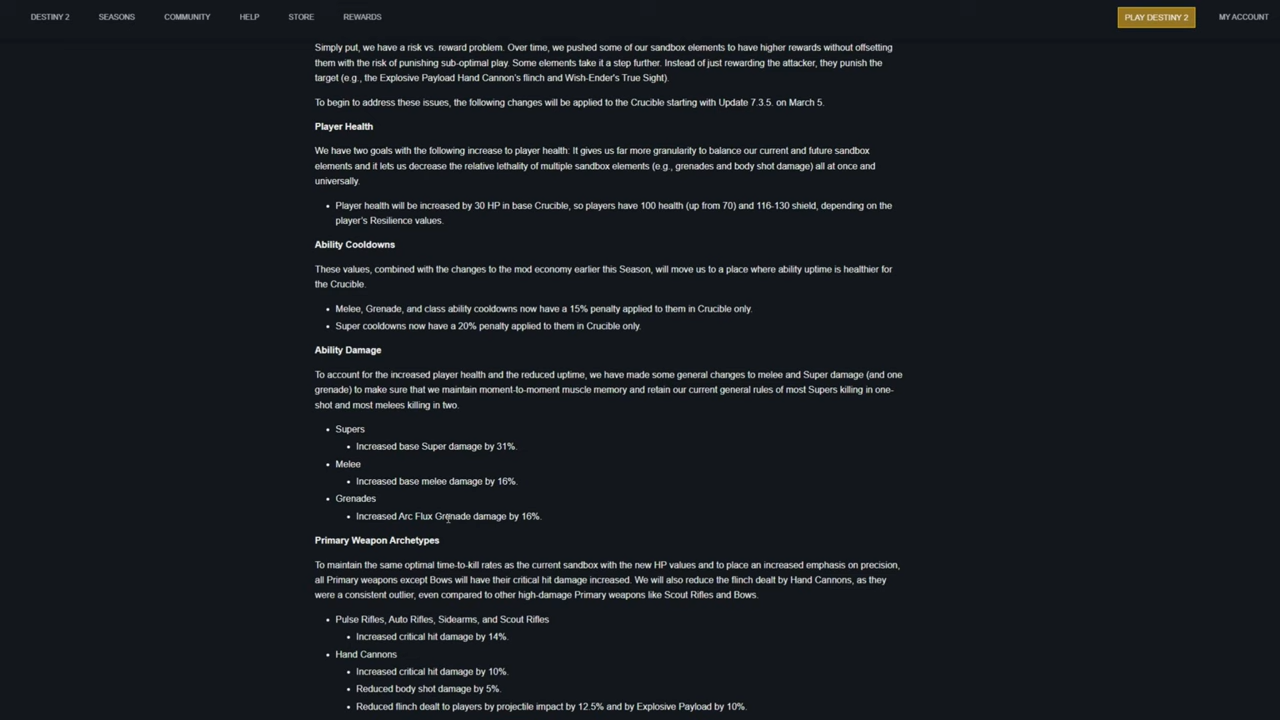 DESTINY 2 SEASONS COMMUNITY HELP STORE REWARDS PLAY DESTINY 2 MY ACCOUNT
Simply put, we have a risk vs. reward problem. Over time, we pushed some of our sandbox elements to have higher rewards without offsetting
them with the risk of punishing sub-optimal play. Some elements take it a step further. Instead of just rewarding the attacker, they punish the
target (e.g., the Explosive Payload Hand Cannon's flinch and Wish-Ender's True Sight).
To begin to address these issues, the following changes will be applied to the Crucible starting with Update 7.3.5. on March 5.
Player Health
We have two goals with the following increase to player health: It gives us far more granularity to balance our current and future sandbox
elements and it lets us decrease the relative lethality of multiple sandbox elements (e.g., grenades and body shot damage) all at once and
universally.
• Player health will be increased by 30 HP in base Crucible, so players have 100 health (up from 70) and 116-130 shield, depending on the
player's Resilience values.
Ability Cooldowns
These values, combined with the changes to the mod economy earlier this Season, will move us to a place where ability uptime is healthier for
the Crucible.
• Melee, Grenade, and class ability cooldowns now have a 15% penalty applied to them in Crucible only.
• Super cooldowns now have a 20% penalty applied to them in Crucible only.
Ability Damage
To account for the increased player health and the reduced uptime, we have made some general changes to melee and Super damage (and one
grenade) to make sure that we maintain moment-to-moment muscle memory and retain our current general rules of most Supers killing in one-
shot and most melees killing in two.
• Supers
• Increased base Super damage by 31%.
• Melee
• Increased base melee damage by 16%.
• Grenades
• Increased Arc Flux Grenade damage by 16%.
Primary Weapon Archetypes
To maintain the same optimal time-to-kill rates as the current sandbox with the new HP values and to place an increased emphasis on precision,
all Primary weapons except Bows will have their critical hit damage increased. We will also reduce the flinch dealt by Hand Cannons, as they
were a consistent outlier, even compared to other high-damage Primary weapons like Scout Rifles and Bows.
• Pulse Rifles, Auto Rifles, Sidearms, and Scout Rifles
• Increased critical hit damage by 14%.
• Hand Cannons
• Increased critical hit damage by 10%.
• Reduced body shot damage by 5%.
• Reduced flinch dealt to players by projectile impact by 12.5% and by Explosive Payload by 10%.